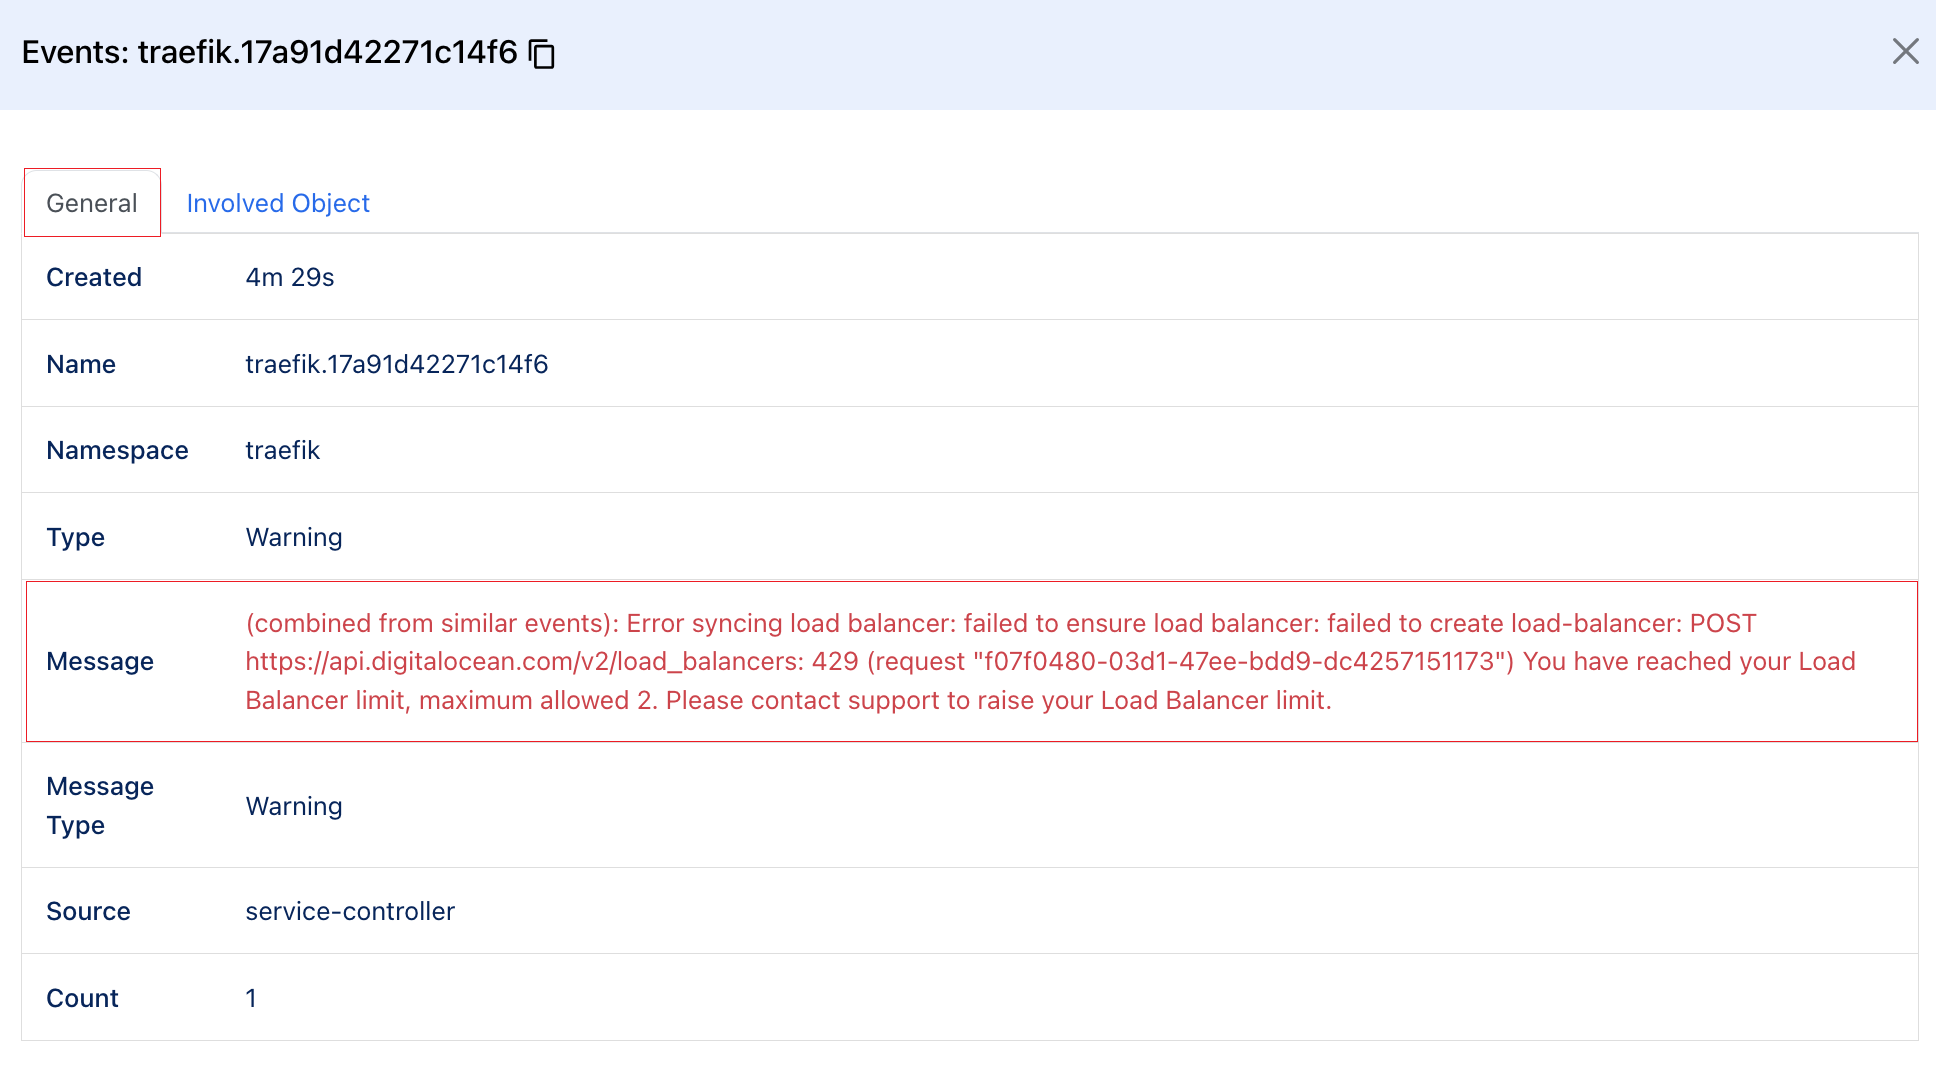 Events: traefik.17a91d42271c14f6
General Involved Object
Created 4m 29s
Name traefik.17a91d42271c14f6
Namespace traefik
Type Warning
Message (combined from similar events): Error syncing load balancer: failed to ensure load balancer: failed to create load-balancer: POST
https://api.digitalocean.com/v2/load_balancers: 429 (request "f07f0480-03d1-47ee-bdd9-dc4257151173") You have reached your Load
Balancer limit, maximum allowed 2. Please contact support to raise your Load Balancer limit.
Message
Type Warning
Source service-controller
Count 1